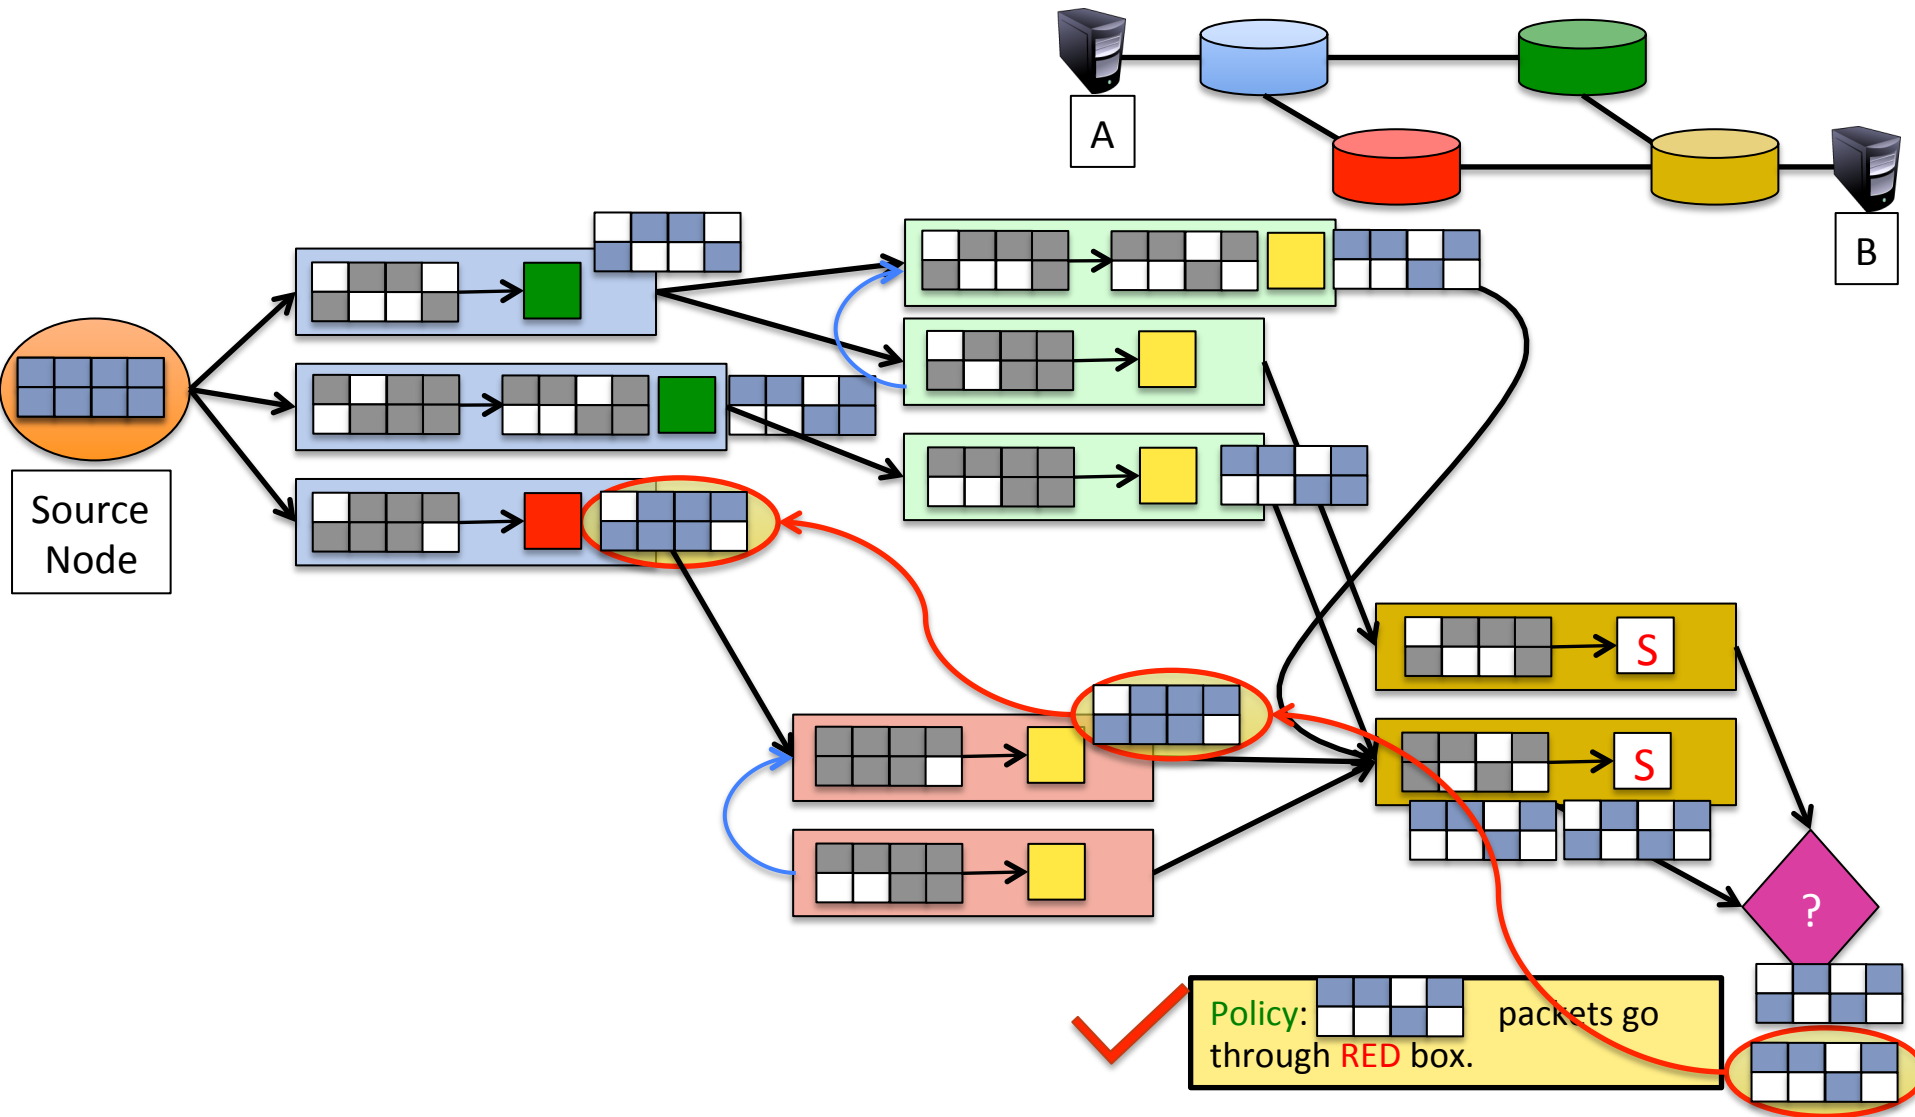 A
B
Source
Node
S
S
?
Policy: packets go
through RED box.